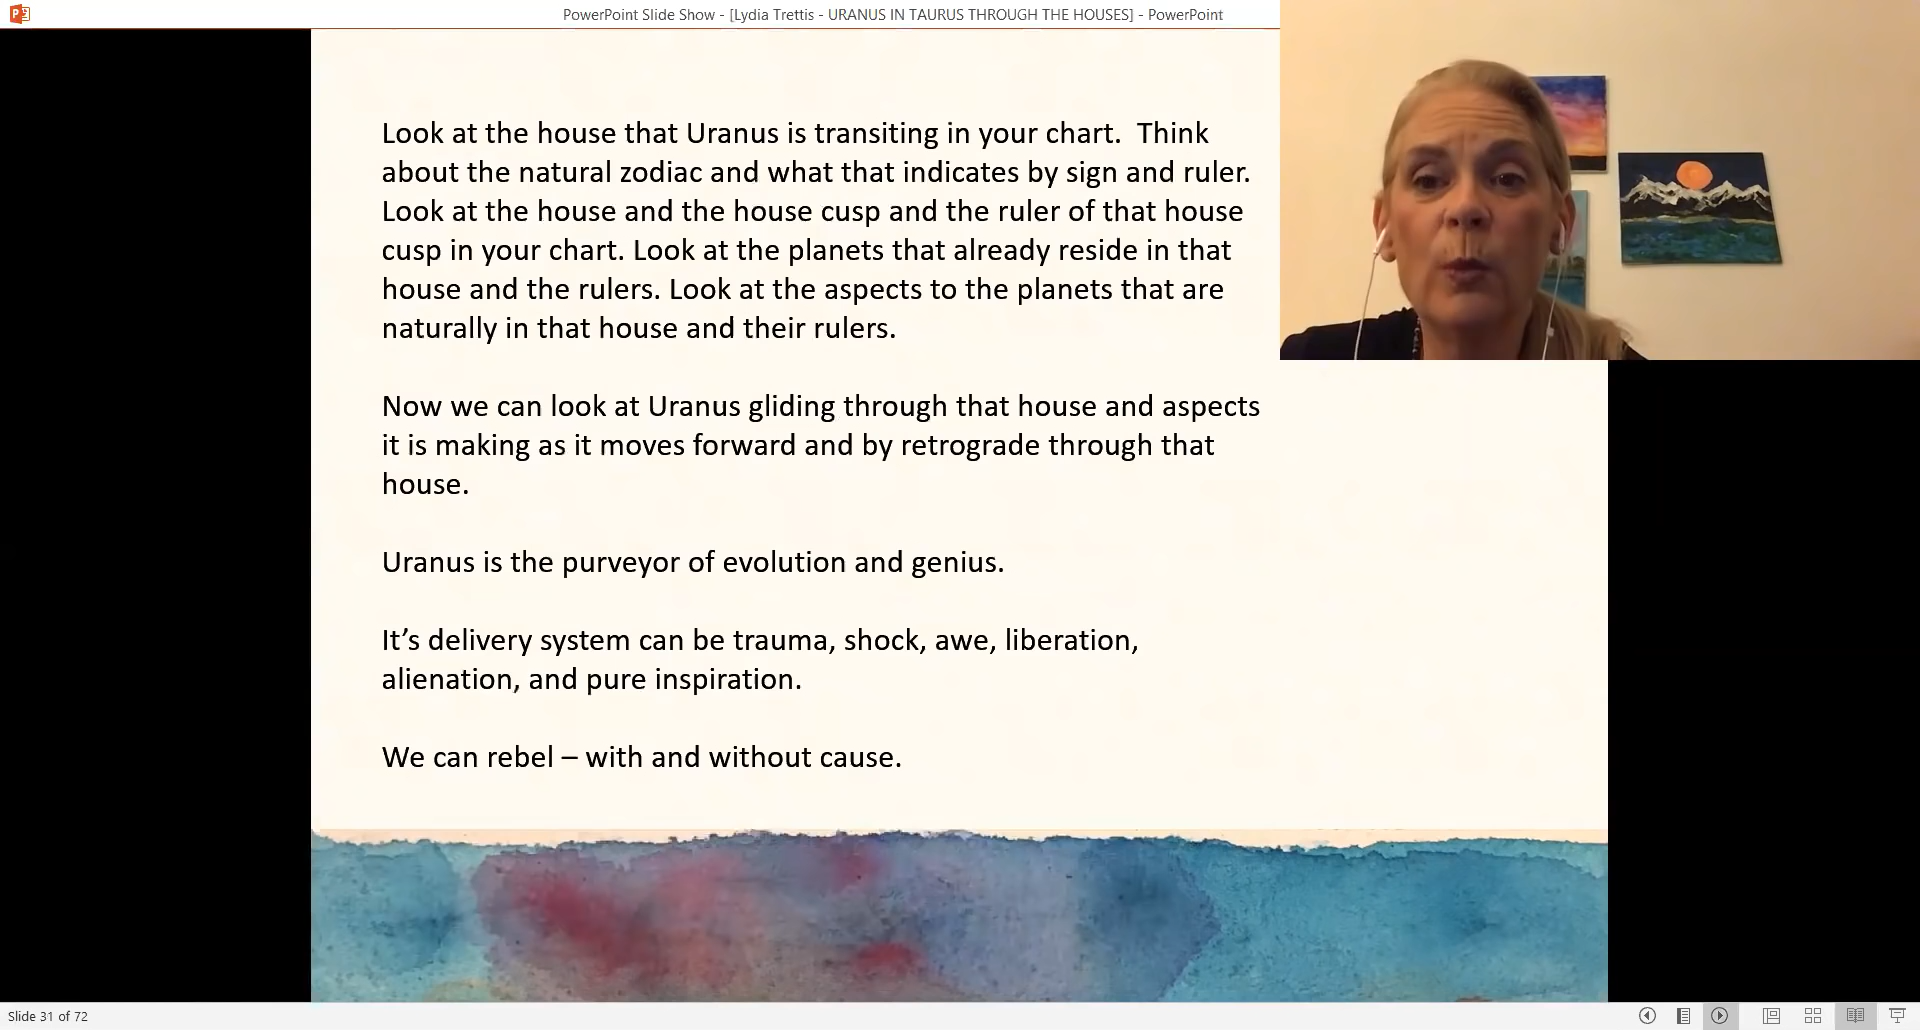 PowerPoint Slide Show - [Lydia Trettis - URANUS IN TAURUS THROUGH THE HOUSES] - PowerPoint
Look at the house that Uranus is transiting in your chart.  Think
about the natural zodiac and what that indicates by sign and ruler.
Look at the house and the house cusp and the ruler of that house
cusp in your chart. Look at the planets that already reside in that
house and the rulers. Look at the aspects to the planets that are
naturally in that house and their rulers.
Now we can look at Uranus gliding through that house and aspects
it is making as it moves forward and by retrograde through that
house.
Uranus is the purveyor of evolution and genius.
It’s delivery system can be trauma, shock, awe, liberation,
alienation, and pure inspiration.
We can rebel – with and without cause.
Slide 31 of 72